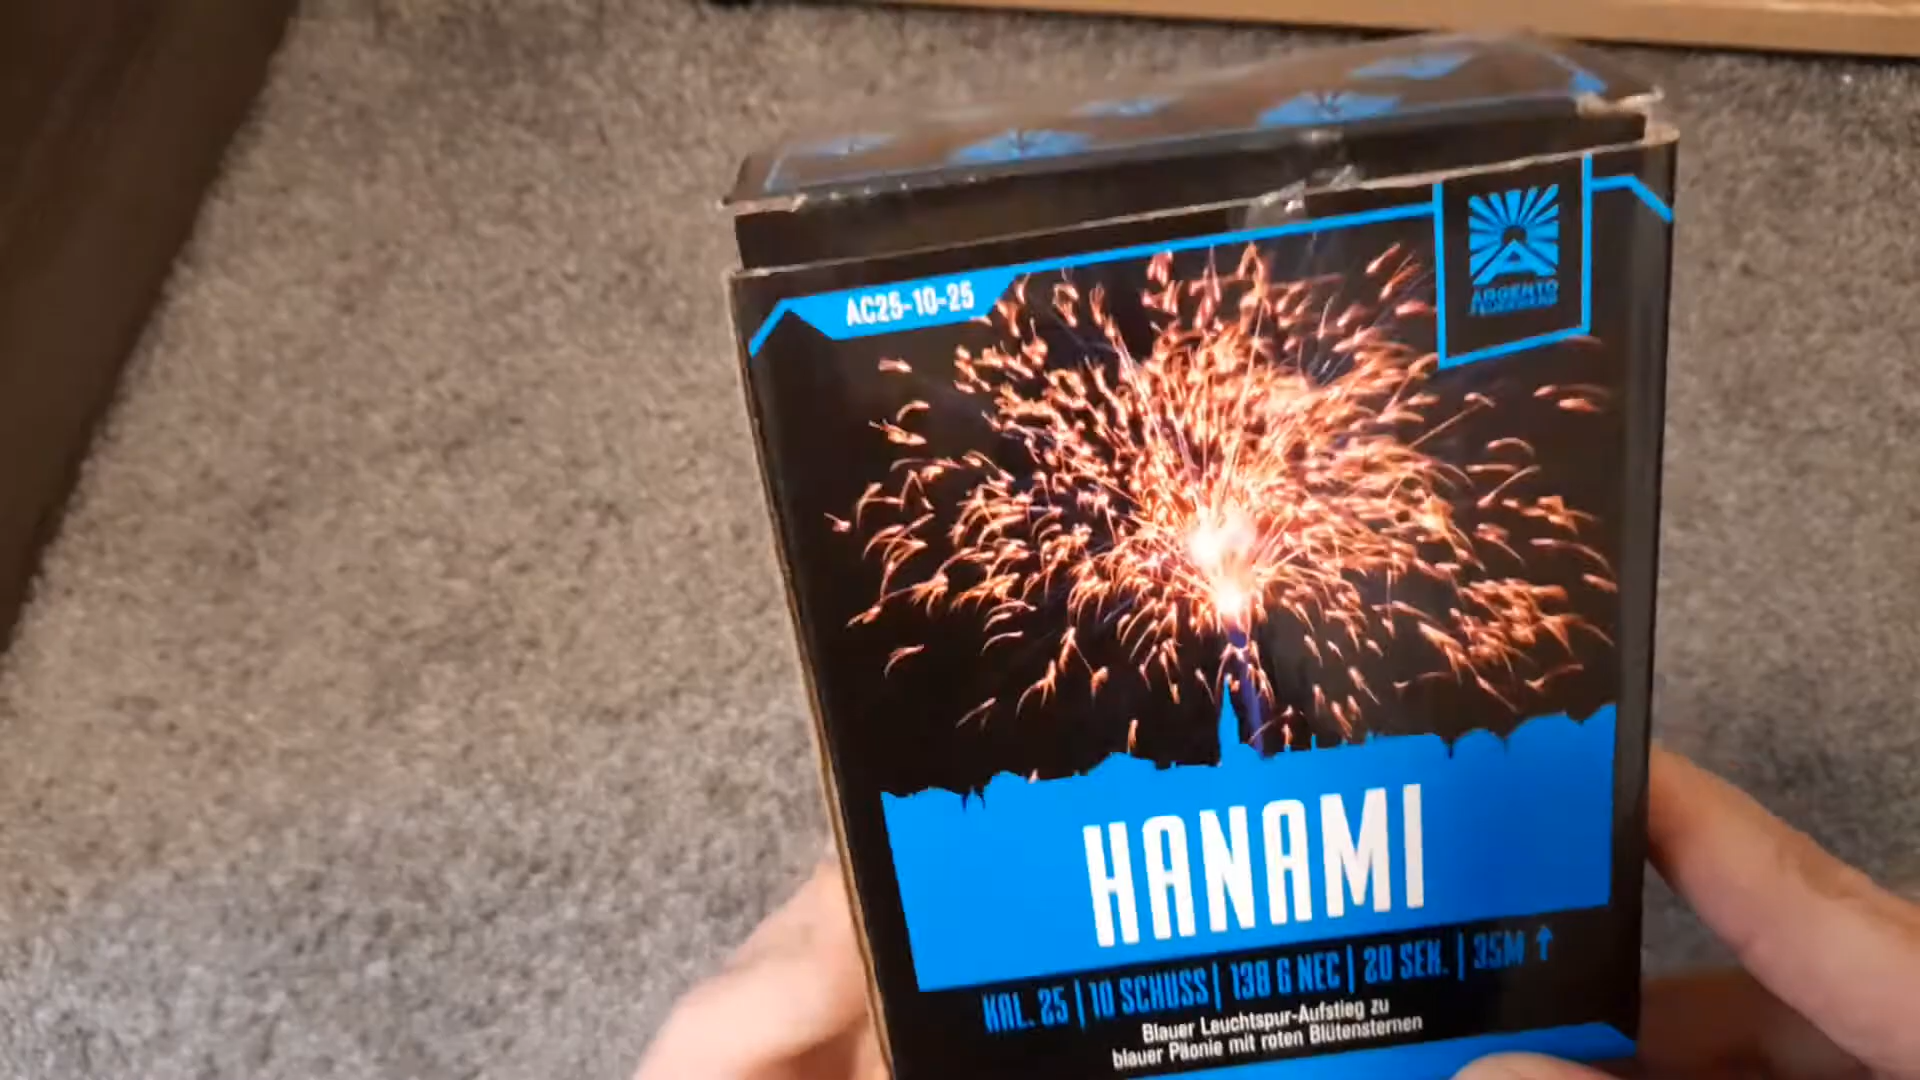 AC25-10-25
ARGENTO
HANAMI
KAL. 25 | 10 SCHUSS | 138 G NEC | 20 SEK. | 35M ↑
Blauer Leuchtspur-Aufstieg zu
blauer Päonie mit roten Blütensternen